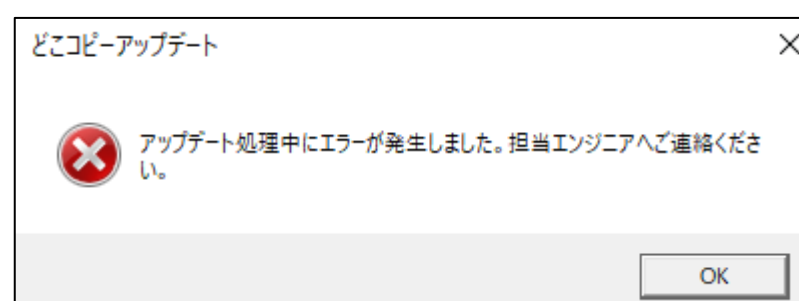 どこコピーアップデート
アップデート処理中にエラーが発生しました。担当エンジニアへご連絡くださ
い。
OK